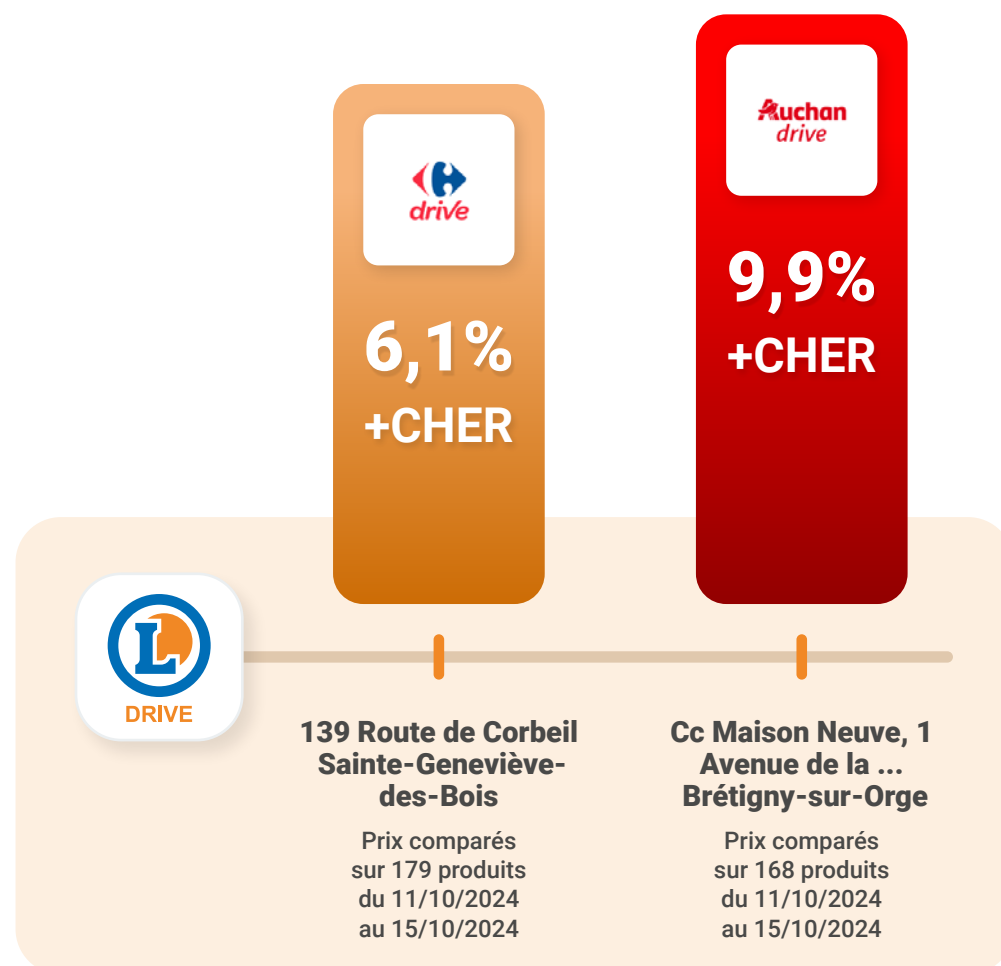 Auchan
drive
drive
9,9%
+CHER
6,1%
+CHER
L
DRIVE
139 Route de Corbeil
Sainte-Geneviève-
des-Bois
Prix comparés
sur 179 produits
du 11/10/2024
au 15/10/2024
Cc Maison Neuve, 1
Avenue de la ...
Brétigny-sur-Orge
Prix comparés
sur 168 produits
du 11/10/2024
au 15/10/2024